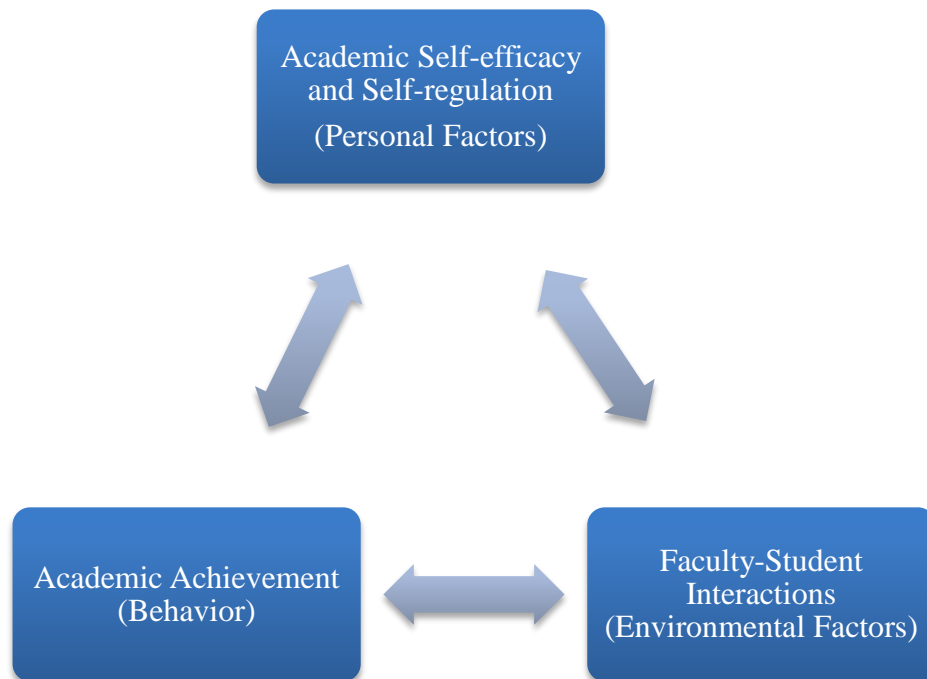 Academic Self-efficacy
and Self-regulation
(Personal Factors)
Academic Achievement
(Behavior)
Faculty-Student
Interactions
(Environmental Factors)